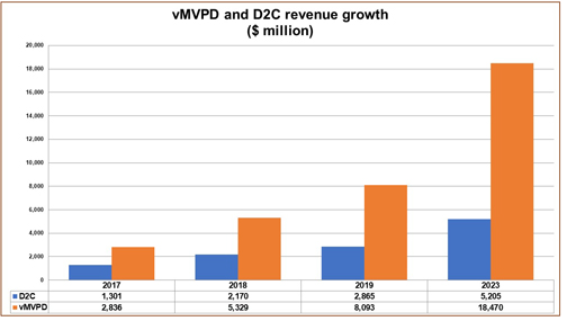 vMVPD and D2C revenue growth
($ million)
20,000
18,000
16,000
14,000
12,000
10,000
8,000
6,000
4,000
2,000
0
2017 2018 2019 2023
D2C 1,301 2,170 2,865 5,205
vMVPD 2,836 5,329 8,093 18,470